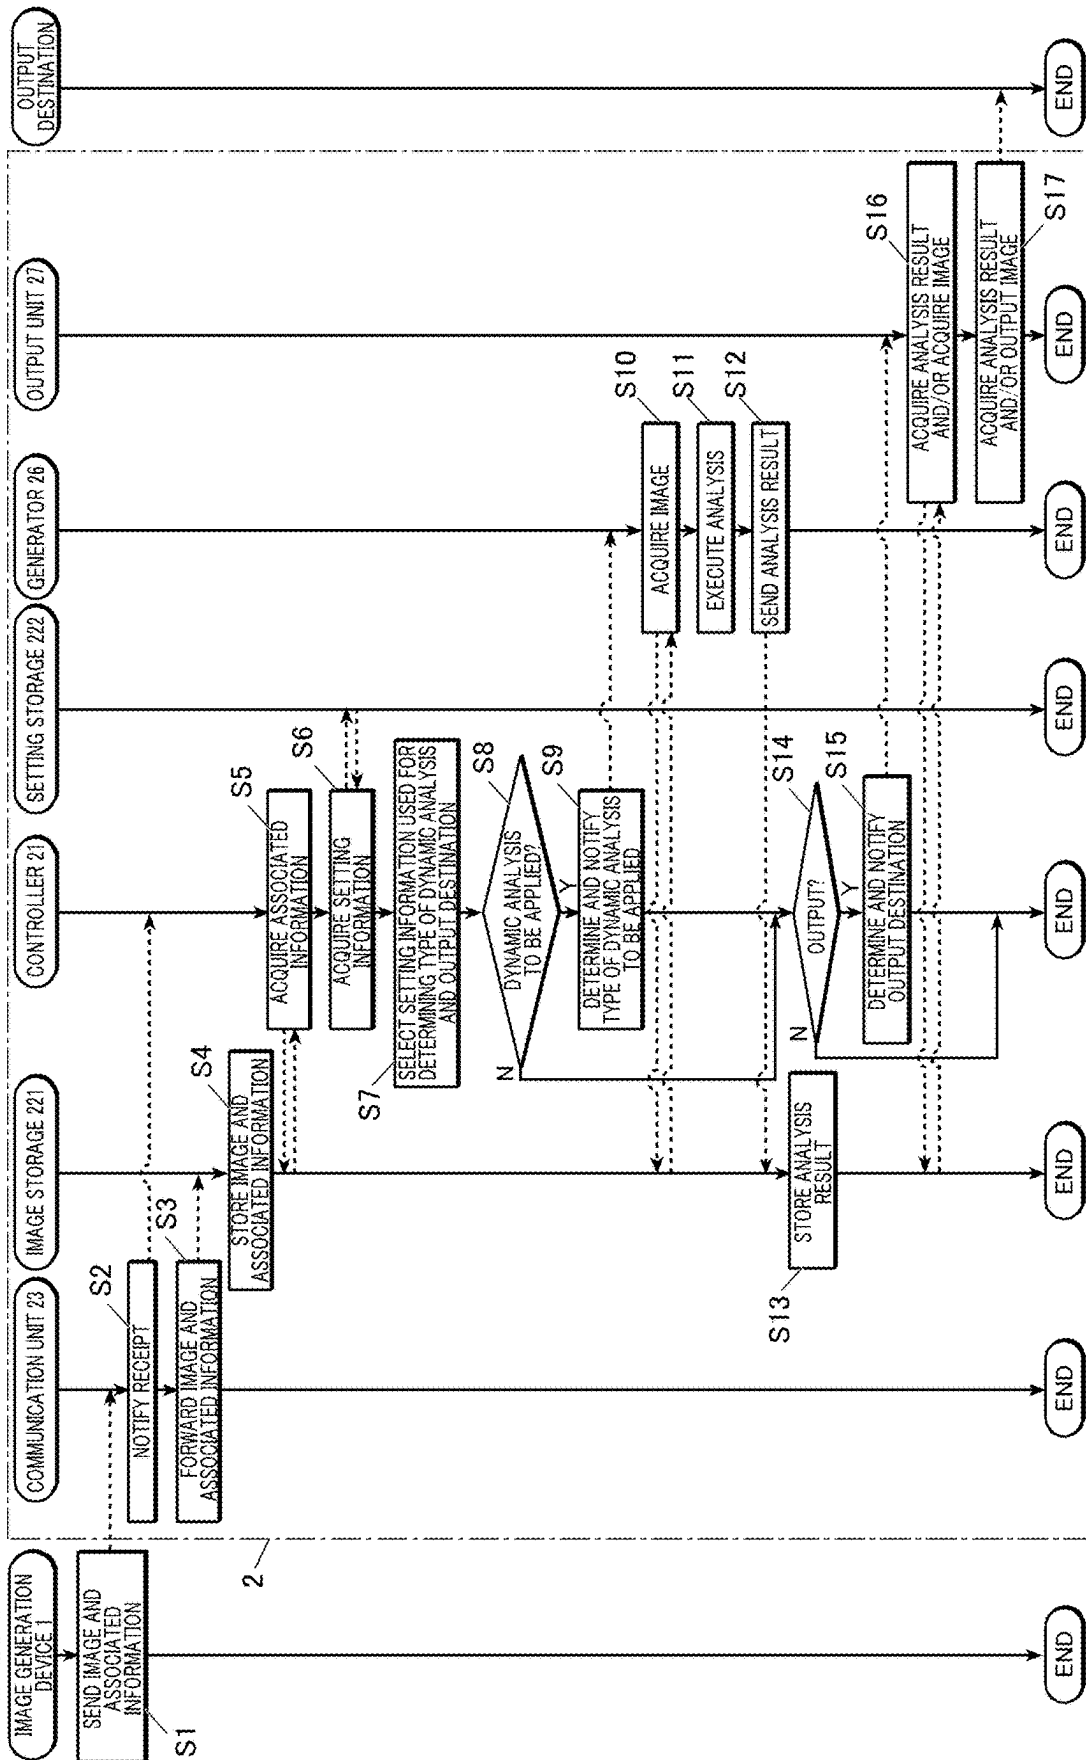 IMAGE GENERATION
DEVICE 1
COMMUNICATION UNIT 23
IMAGE STORAGE 221
CONTROLLER 21
SETTING STORAGE 222
GENERATOR 26
OUTPUT UNIT 27
OUTPUT
DESTINATION
SEND IMAGE AND
ASSOCIATED
INFORMATION
S1
2
NOTIFY RECEIPT
S2
FORWARD IMAGE AND
ASSOCIATED INFORMATION
S3
STORE IMAGE AND
ASSOCIATED INFORMATION
S4
ACQUIRE ASSOCIATED
INFORMATION
S5
ACQUIRE SETTING
INFORMATION
S6
SELECT SETTING INFORMATION USED FOR
DETERMINING TYPE OF DYNAMIC ANALYSIS
AND OUTPUT DESTINATION
S7
DYNAMIC ANALYSIS
TO BE APPLIED?
S8
N
Y
DETERMINE AND NOTIFY
TYPE OF DYNAMIC ANALYSIS
TO BE APPLIED
S9
ACQUIRE IMAGE
S10
EXECUTE ANALYSIS
S11
SEND ANALYSIS RESULT
S12
STORE ANALYSIS
RESULT
S13
OUTPUT?
S14
N
Y
DETERMINE AND NOTIFY
OUTPUT DESTINATION
S15
ACQUIRE ANALYSIS RESULT
AND/OR ACQUIRE IMAGE
S16
ACQUIRE ANALYSIS RESULT
AND/OR OUTPUT IMAGE
S17
END
END
END
END
END
END
END
END